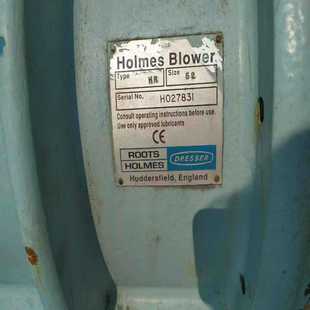 Holmes Blower
Type HR Size 62
Serial No. H027831
Consult operating instructions before use.
Use only approved lubricants
CE
ROOTS
HOLMES
DRESSER
Huddersfield, England